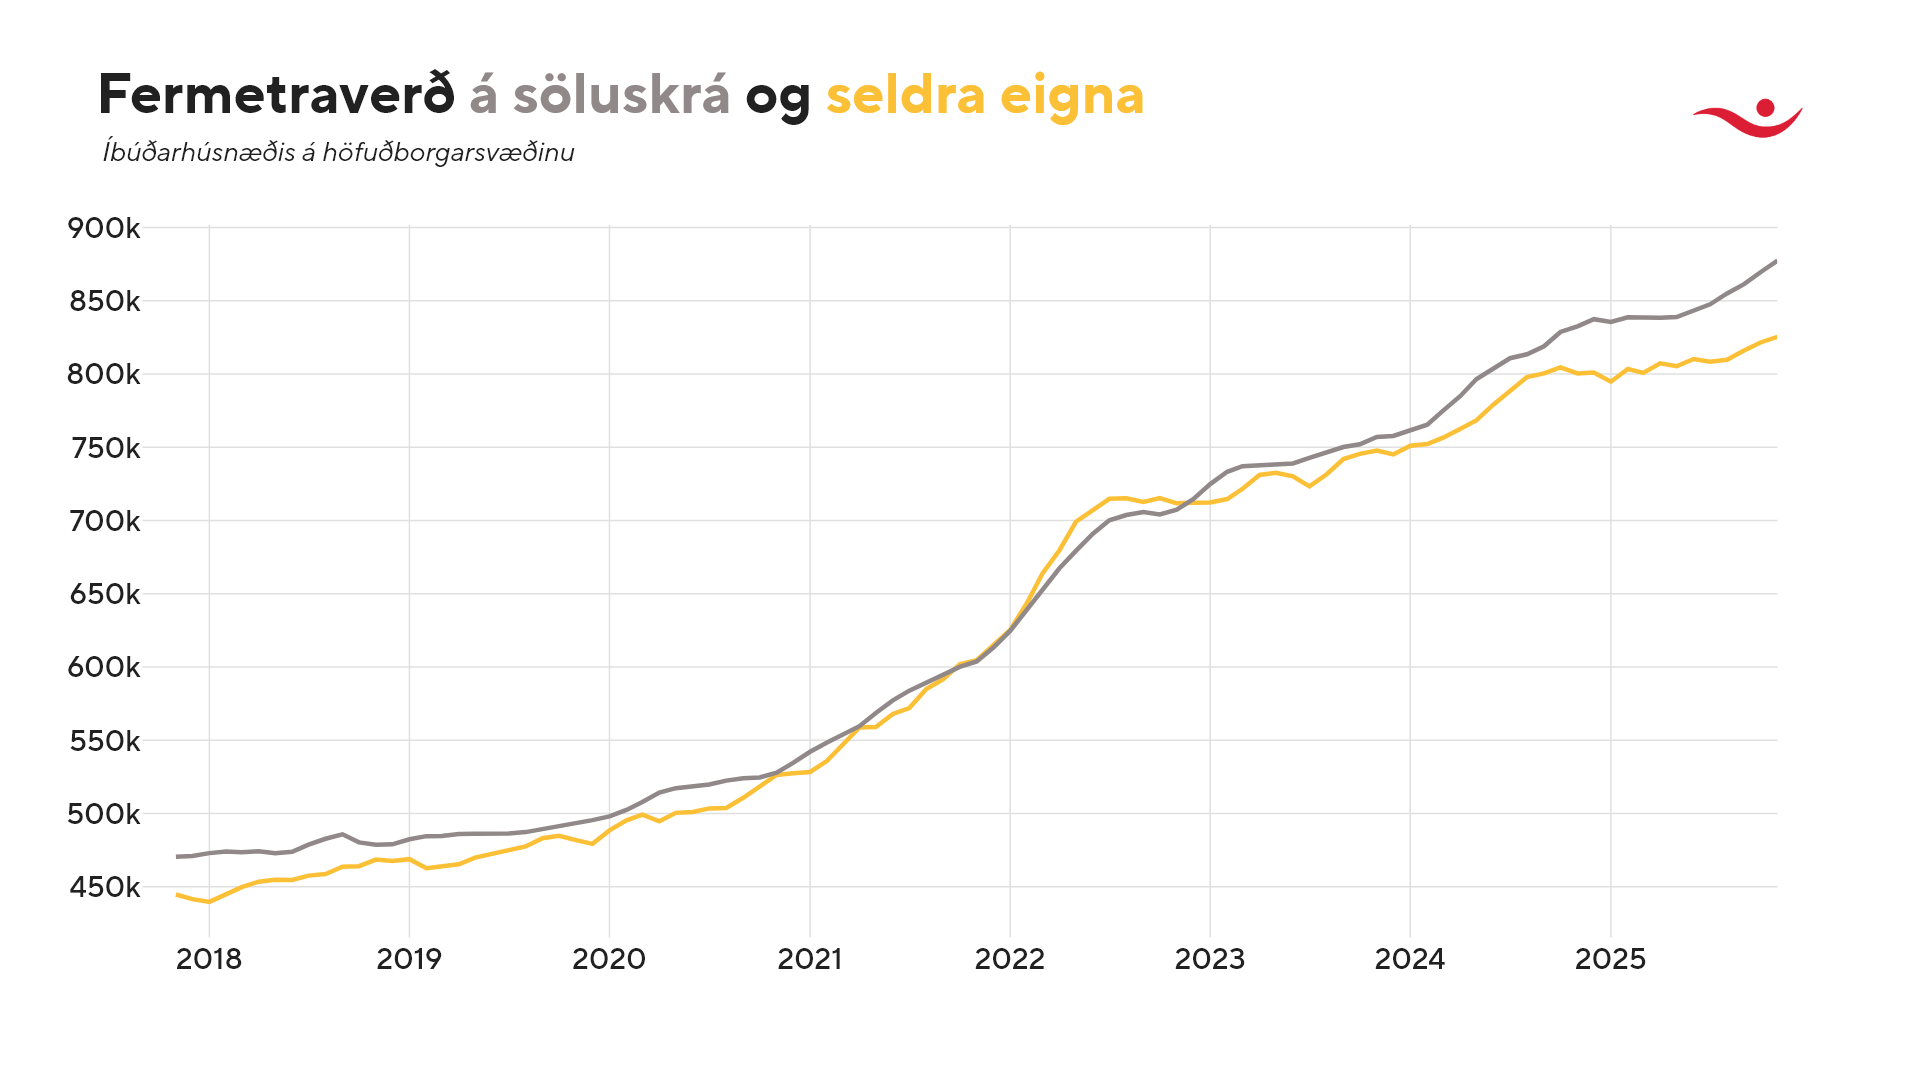 Fermetraverð á söluskrá og seldra eigna
Íbúðarhúsnæðis á höfuðborgarsvæðinu
900k
850k
800k
750k
700k
650k
600k
550k
500k
450k
2018 2019 2020 2021 2022 2023 2024 2025